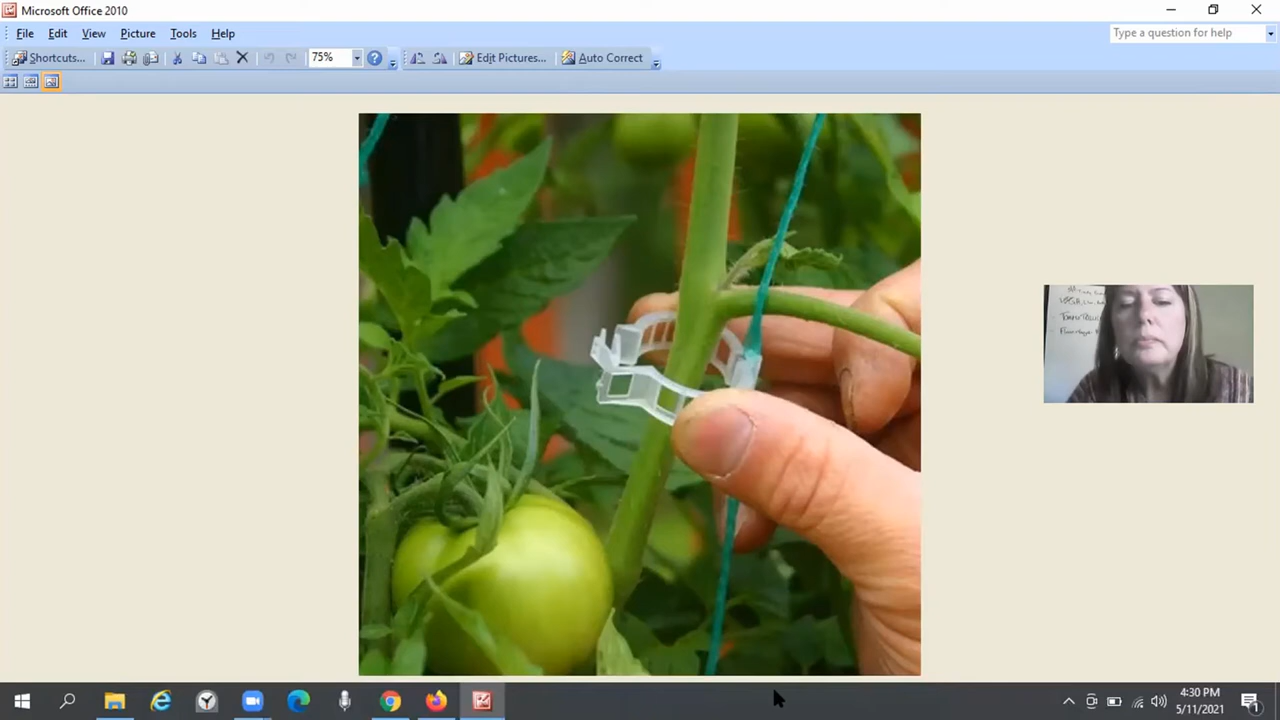 Microsoft Office 2010
File Edit View Picture Tools Help
Type a question for help
Shortcuts...
75%
Edit Pictures...
Auto Correct
4:30 PM
5/11/2021
1